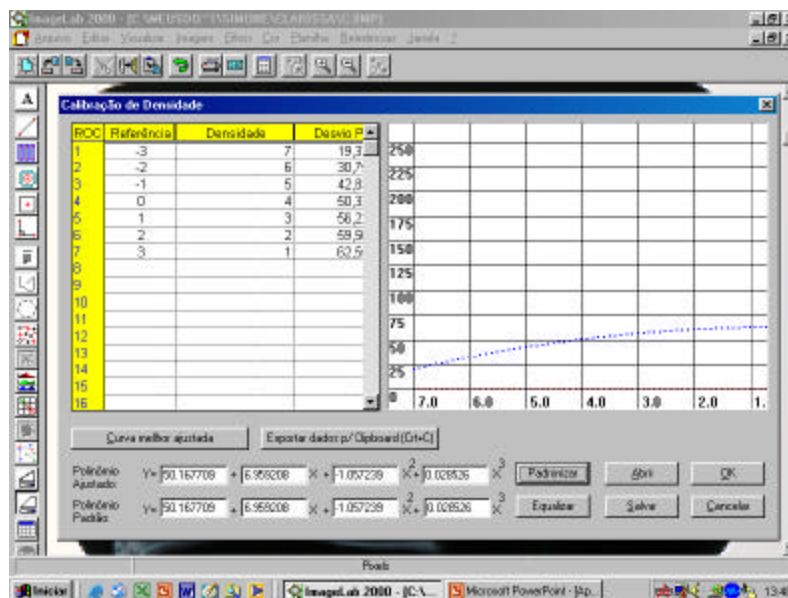 ImageLab 2000
Arquivo Editar Visualizar Imagem Efeitos Cor Planilha Janela ?
Calibração de Densidade
ROC Referência Densidade Desvio P
1 -3 7 19,3
2 -2 6 30,7
3 -1 5 42,8
4 0 4 50,3
5 1 3 56,2
6 2 2 59,9
7 3 1 62,5
8
9
10
11
12
13
14
15
16
250
225
200
175
150
125
100
75
50
25
0 7.0 6.0 5.0 4.0 3.0 2.0 1.
Curva melhor ajustada Exportar dados p/ Clipboard (Crt+C)
Polinômio Ajustado: Y= 50.167709 + 6.959208 X + -1.057239 X2 + 0.028526 X3 Padronizar Abrir OK
Polinômio Padrão: Y= 50.167709 + 6.959208 X + -1.057239 X2 + 0.028526 X3 Equalizar Salvar Cancelar
Pixels
Iniciar ImageLab 2000 - [C:\... Microsoft PowerPoint - [Ap... 13:4